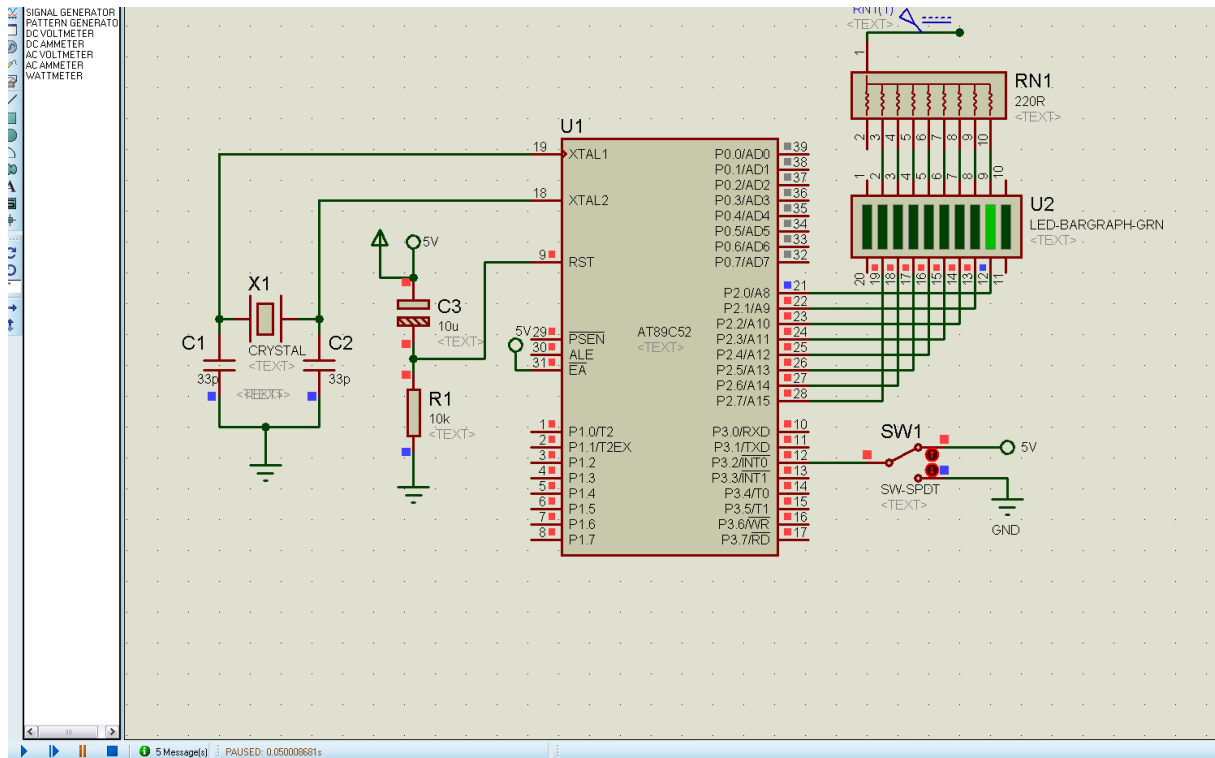 SIGNAL GENERATOR
PATTERN GENERATO
DC VOLTMETER
DC AMMETER
AC VOLTMETER
AC AMMETER
WATTMETER
RN1(1)
<TEXT>
1
RN1
220R
<TEXT>
2 3 4 5 6 7 8 9 10
1 2 3 4 5 6 7 8 9 10
U2
LED-BARGRAPH-GRN
<TEXT>
20 19 18 17 16 15 14 13 12 11
U1
19 XTAL1
18 XTAL2
9 RST
29 PSEN
30 ALE
31 EA
1 P1.0/T2
2 P1.1/T2EX
3 P1.2
4 P1.3
5 P1.4
6 P1.5
7 P1.6
8 P1.7
AT89C52
<TEXT>
P0.0/AD0 39
P0.1/AD1 38
P0.2/AD2 37
P0.3/AD3 36
P0.4/AD4 35
P0.5/AD5 34
P0.6/AD6 33
P0.7/AD7 32
P2.0/A8 21
P2.1/A9 22
P2.2/A10 23
P2.3/A11 24
P2.4/A12 25
P2.5/A13 26
P2.6/A14 27
P2.7/A15 28
P3.0/RXD 10
P3.1/TXD 11
P3.2/INT0 12
P3.3/INT1 13
P3.4/T0 14
P3.5/T1 15
P3.6/WR 16
P3.7/RD 17
5V
5V
X1
CRYSTAL
<TEXT>
C1
33p
C2
33p
C3
10u
<TEXT>
R1
10k
<TEXT>
SW1
SW-SPDT
<TEXT>
5V
GND
5 Message(s)
PAUSED: 0.050008681s